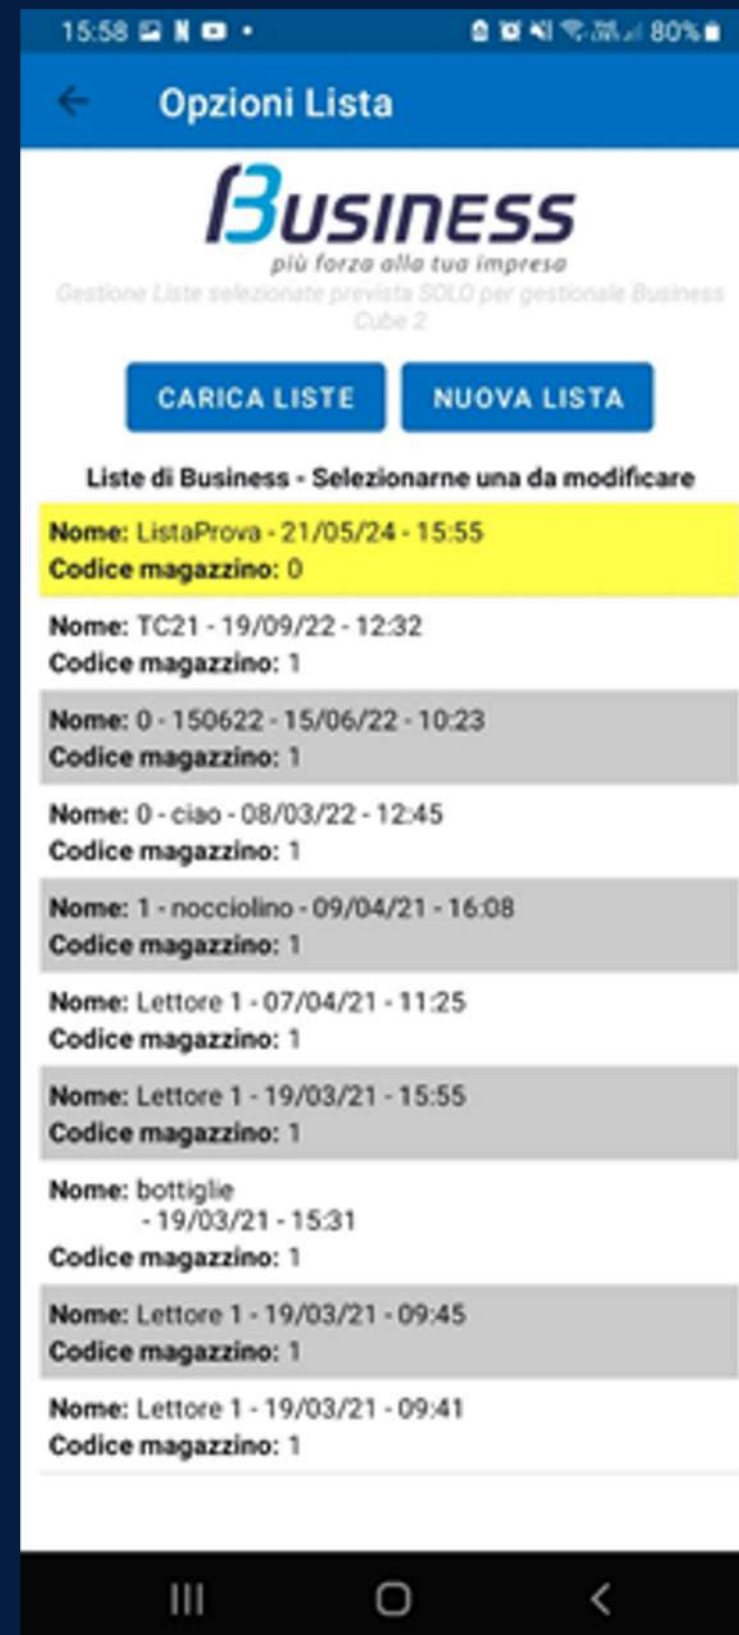 15:58
80%
Opzioni Lista
Business
più forza alla tua impresa
Gestione Liste selezionate prevista SOLO per gestionale Business
Cube 2
CARICA LISTE
NUOVA LISTA
Liste di Business - Selezionarne una da modificare
Nome: ListaProva - 21/05/24 - 15:55
Codice magazzino: 0
Nome: TC21 - 19/09/22 - 12:32
Codice magazzino: 1
Nome: 0 - 150622 - 15/06/22 - 10:23
Codice magazzino: 1
Nome: 0 - ciao - 08/03/22 - 12:45
Codice magazzino: 1
Nome: 1 - nocciolino - 09/04/21 - 16:08
Codice magazzino: 1
Nome: Lettore 1 - 07/04/21 - 11:25
Codice magazzino: 1
Nome: Lettore 1 - 19/03/21 - 15:55
Codice magazzino: 1
Nome: bottiglie
- 19/03/21 - 15:31
Codice magazzino: 1
Nome: Lettore 1 - 19/03/21 - 09:45
Codice magazzino: 1
Nome: Lettore 1 - 19/03/21 - 09:41
Codice magazzino: 1